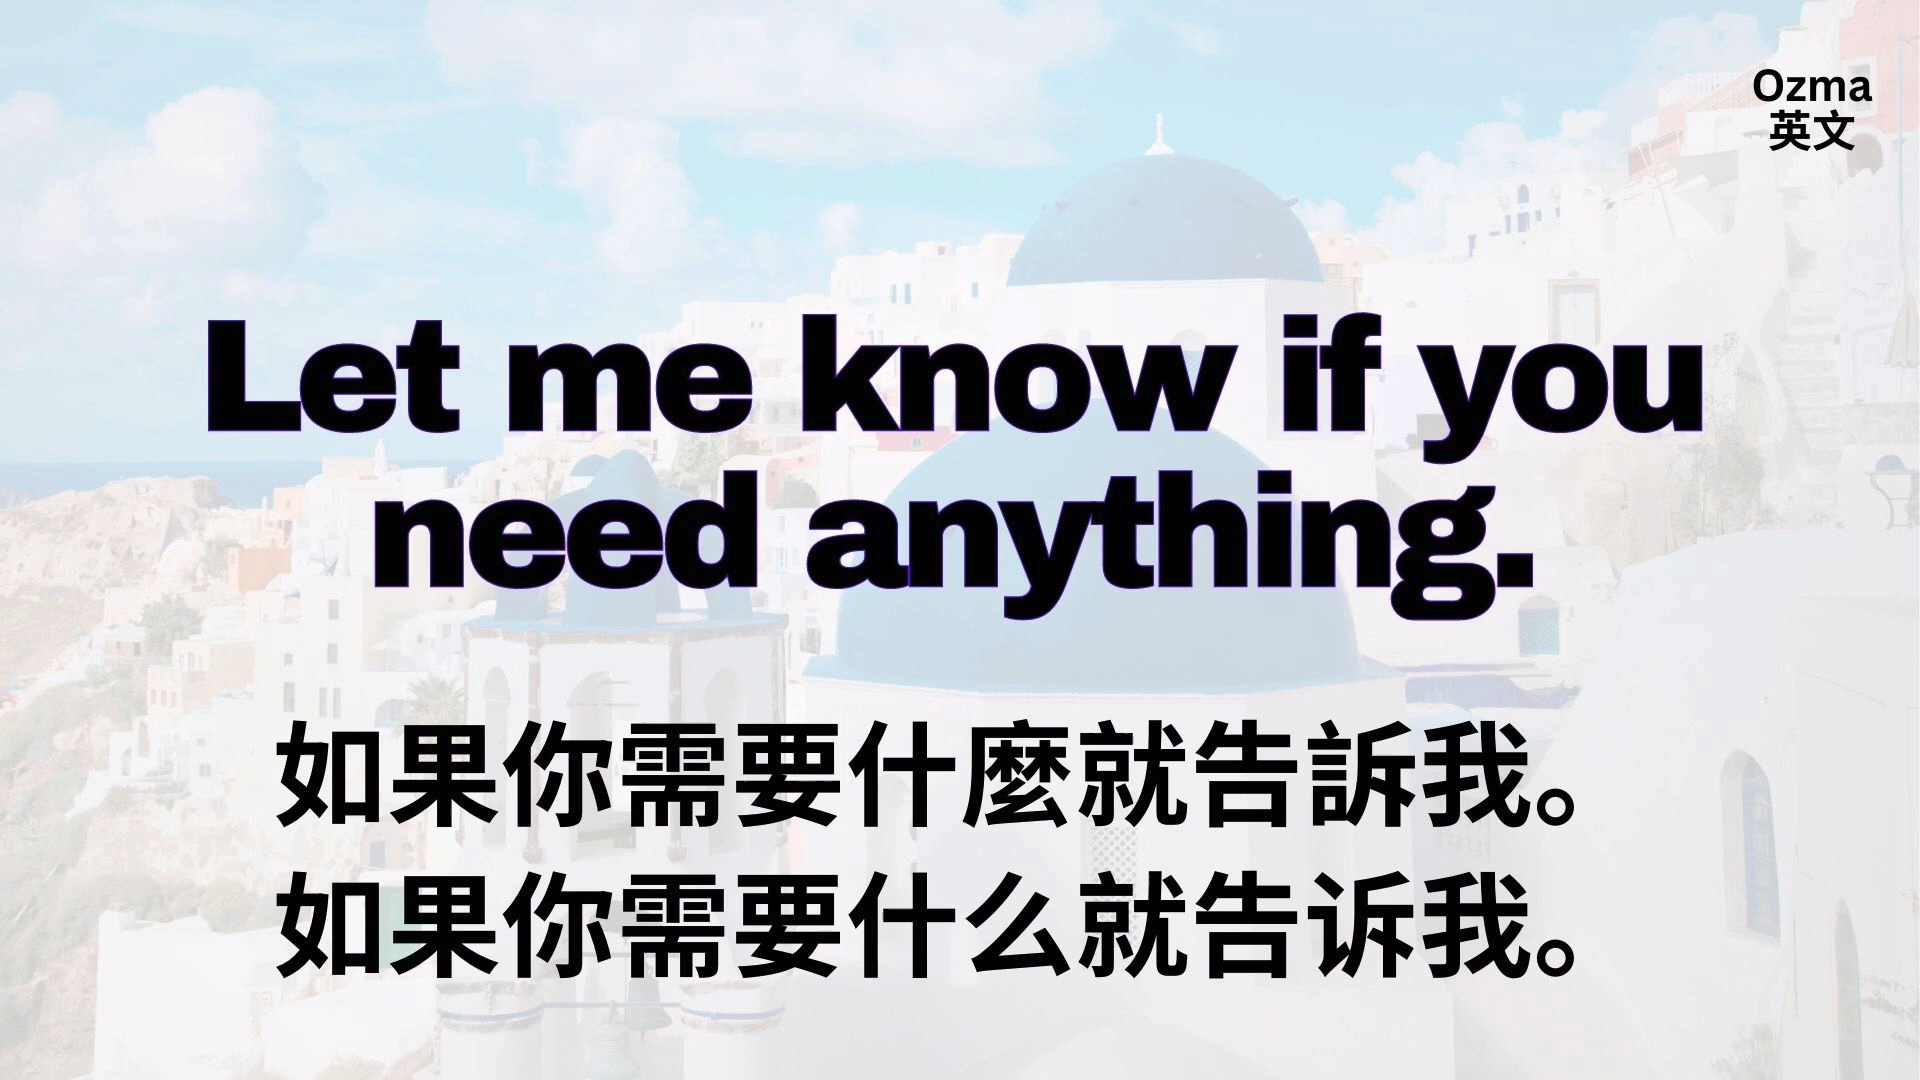 Ozma
英文
Let me know if you
need anything.
如果你需要什麼就告訴我。
如果你需要什么就告诉我。